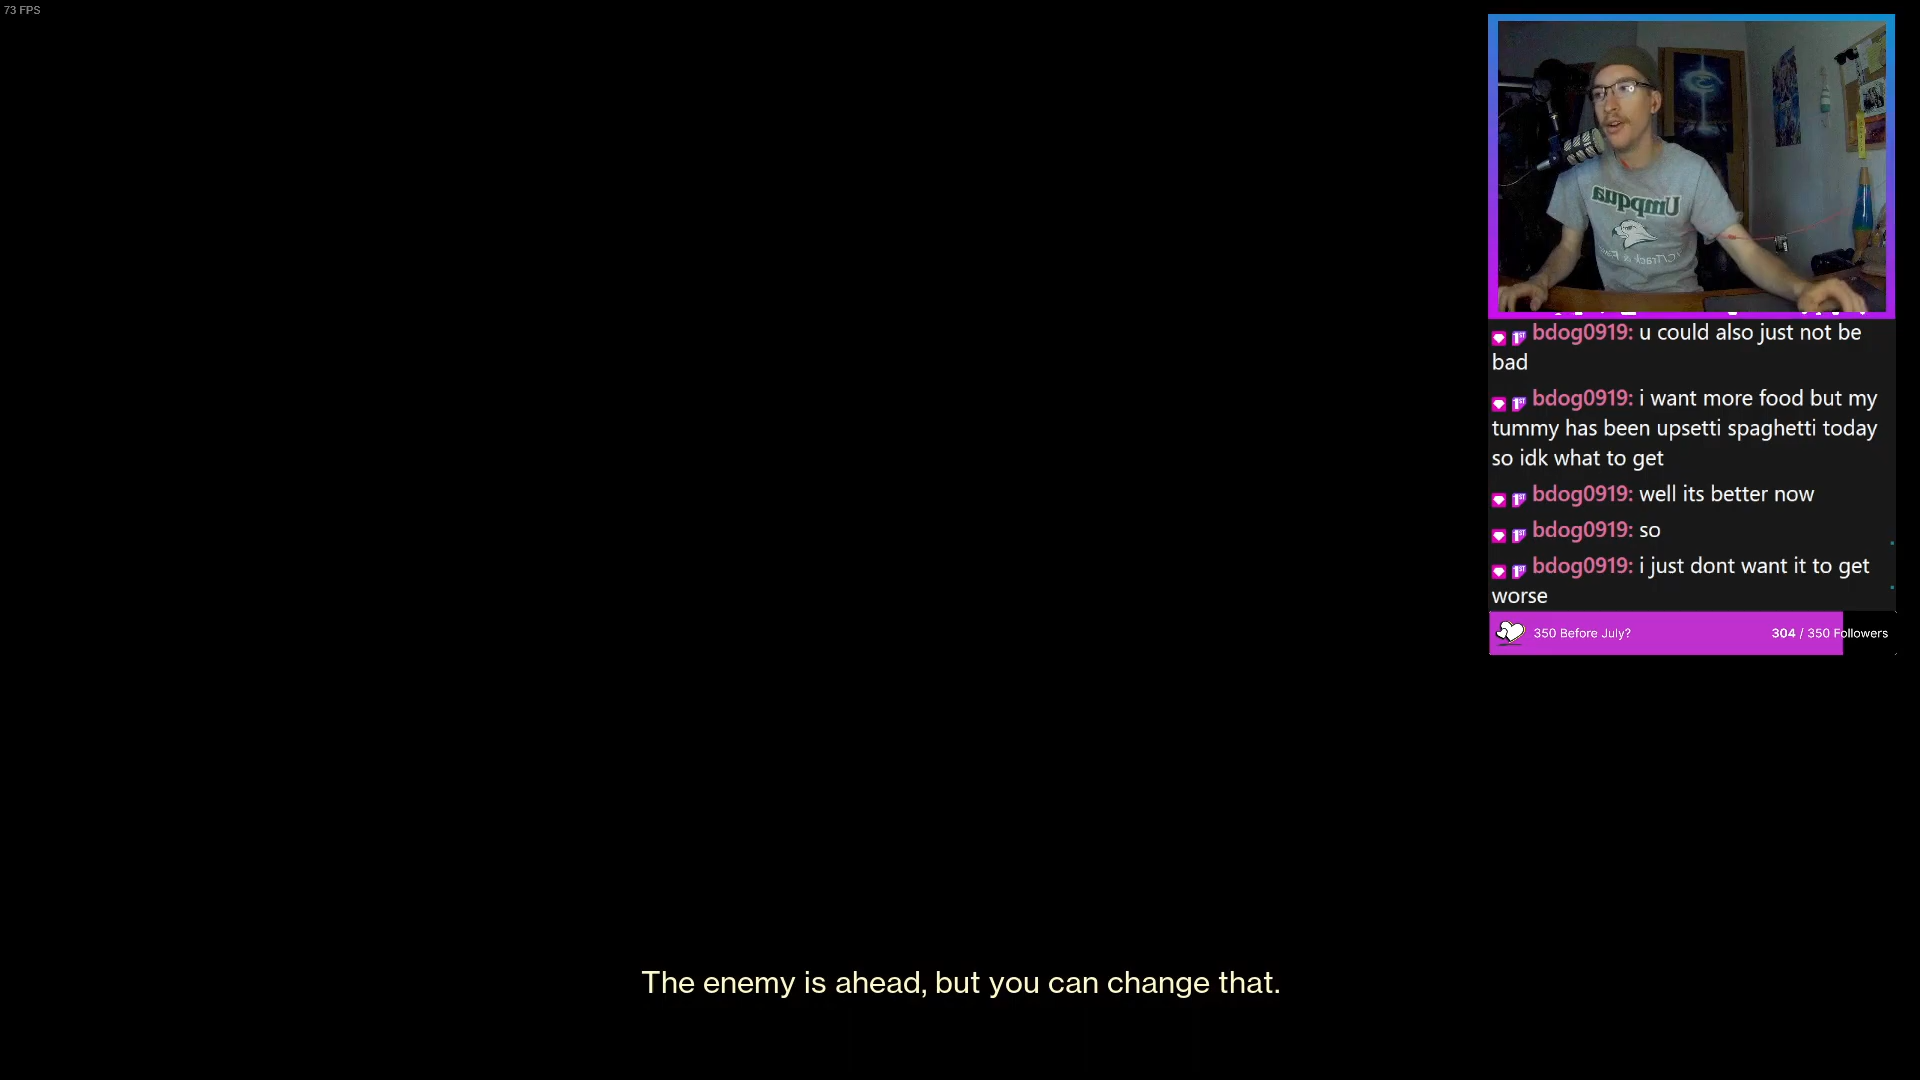 73 FPS
Umpqua
bdog0919: u could also just not be
bad
bdog0919: i want more food but my
tummy has been upsetti spaghetti today
so idk what to get
bdog0919: well its better now
bdog0919: so
bdog0919: i just dont want it to get
worse
350 Before July? 304 / 350 Followers
The enemy is ahead, but you can change that.